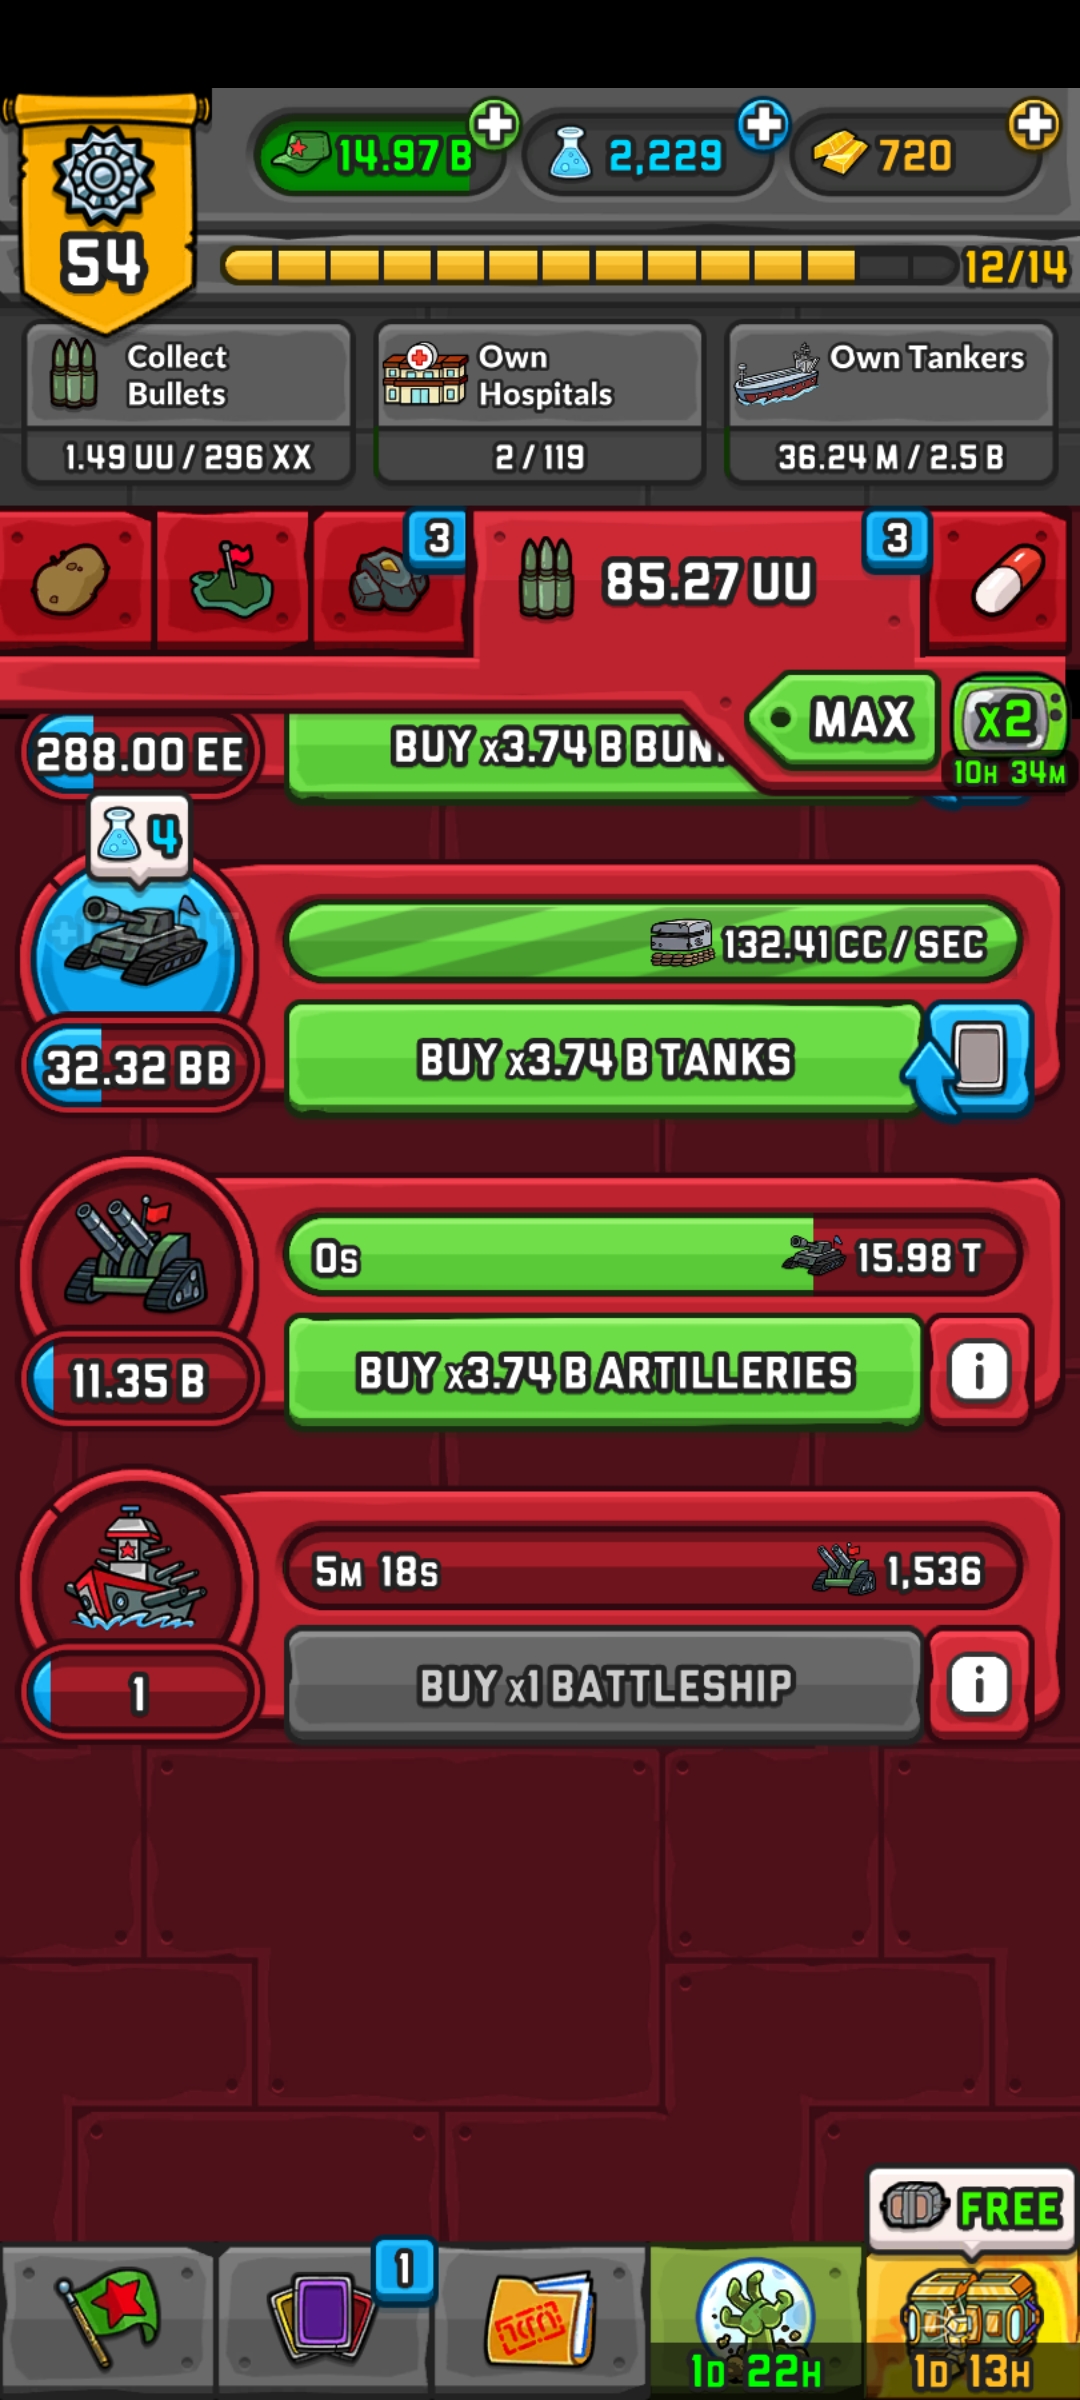 54
14.97 B
2,229
720
12/14
Collect
Bullets
1.49 UU / 296 XX
Own
Hospitals
2 / 119
Own Tankers
36.24 M / 2.5 B
3
85.27 UU
3
MAX
x2
10H 34M
288.00 EE
BUY x3.74 B BUN
4
132.41 CC / SEC
32.32 BB
BUY x3.74 B TANKS
0s
15.98 T
11.35 B
BUY x3.74 B ARTILLERIES
i
5M 18s
1,536
1
BUY x1 BATTLESHIP
i
FREE
1
1D 22H
1D 13H